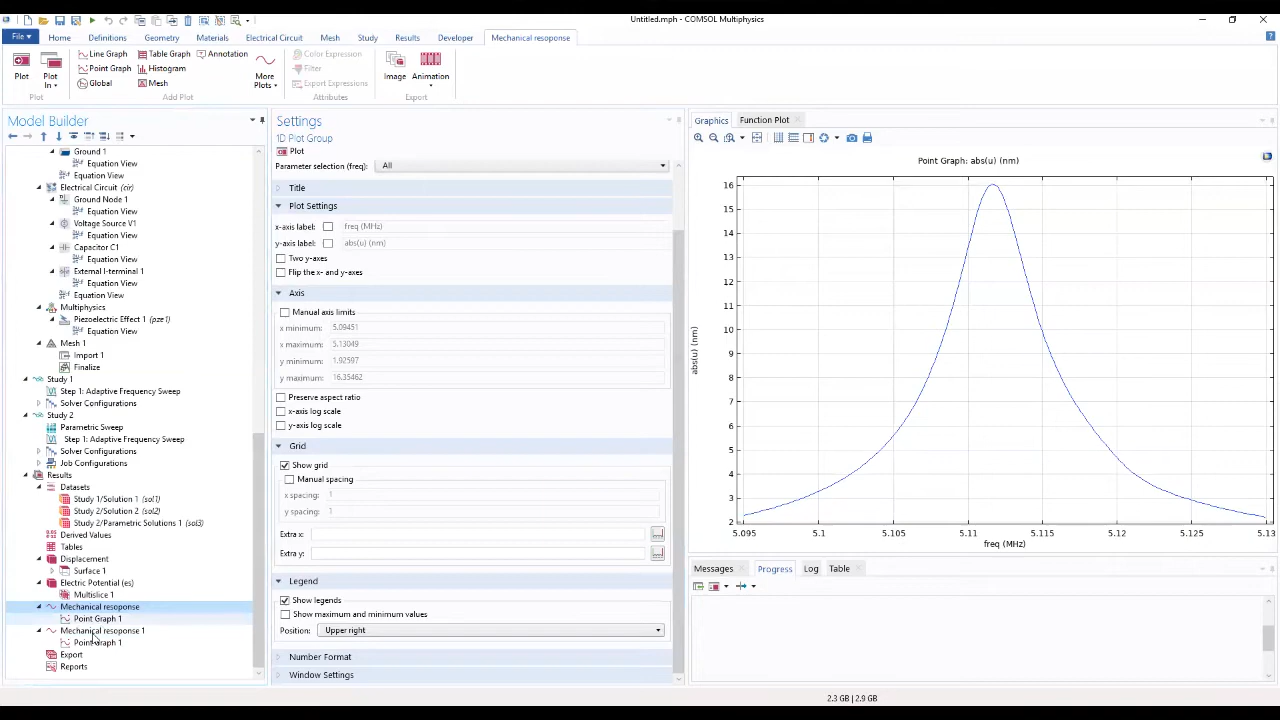 Untitled.mph - COMSOL Multiphysics
File
Home
Definitions
Geometry
Materials
Electrical Circuit
Mesh
Study
Results
Developer
Mechanical resoponse
Plot
Plot In
Line Graph
Point Graph
Global
Table Graph
Histogram
Mesh
Annotation
More Plots
Color Expression
Filter
Export Expressions
Image
Animation
Plot
Add Plot
Attributes
Export
Model Builder
Ground 1
Equation View
Equation View
Electrical Circuit (cir)
Ground Node 1
Equation View
Voltage Source V1
Equation View
Capacitor C1
Equation View
External I-terminal 1
Equation View
Equation View
Multiphysics
Piezoelectric Effect 1 (pze1)
Equation View
Mesh 1
Import 1
Finalize
Study 1
Step 1: Adaptive Frequency Sweep
Solver Configurations
Study 2
Parametric Sweep
Step 1: Adaptive Frequency Sweep
Solver Configurations
Job Configurations
Results
Datasets
Study 1/Solution 1 (sol1)
Study 2/Solution 2 (sol2)
Study 2/Parametric Solutions 1 (sol3)
Derived Values
Tables
Displacement
Surface 1
Electric Potential (es)
Multislice 1
Mechanical resoponse
Point Graph 1
Mechanical resoponse 1
Point Graph 1
Export
Reports
Settings
1D Plot Group
Plot
Parameter selection (freq): All
Title
Plot Settings
x-axis label: freq (MHz)
y-axis label: abs(u) (nm)
Two y-axes
Flip the x- and y-axes
Axis
Manual axis limits
x minimum: 5.09451
x maximum: 5.13049
y minimum: 1.92597
y maximum: 16.35462
Preserve aspect ratio
x-axis log scale
y-axis log scale
Grid
Show grid
Manual spacing
x spacing: 1
y spacing: 1
Extra x:
Extra y:
Legend
Show legends
Show maximum and minimum values
Position: Upper right
Number Format
Window Settings
Graphics
Function Plot
Point Graph: abs(u) (nm)
16
15
14
13
12
11
10
9
8
7
6
5
4
3
2
abs(u) (nm)
5.095 5.1 5.105 5.11 5.115 5.12 5.125 5.13
freq (MHz)
Messages
Progress
Log
Table
2.3 GB | 2.9 GB